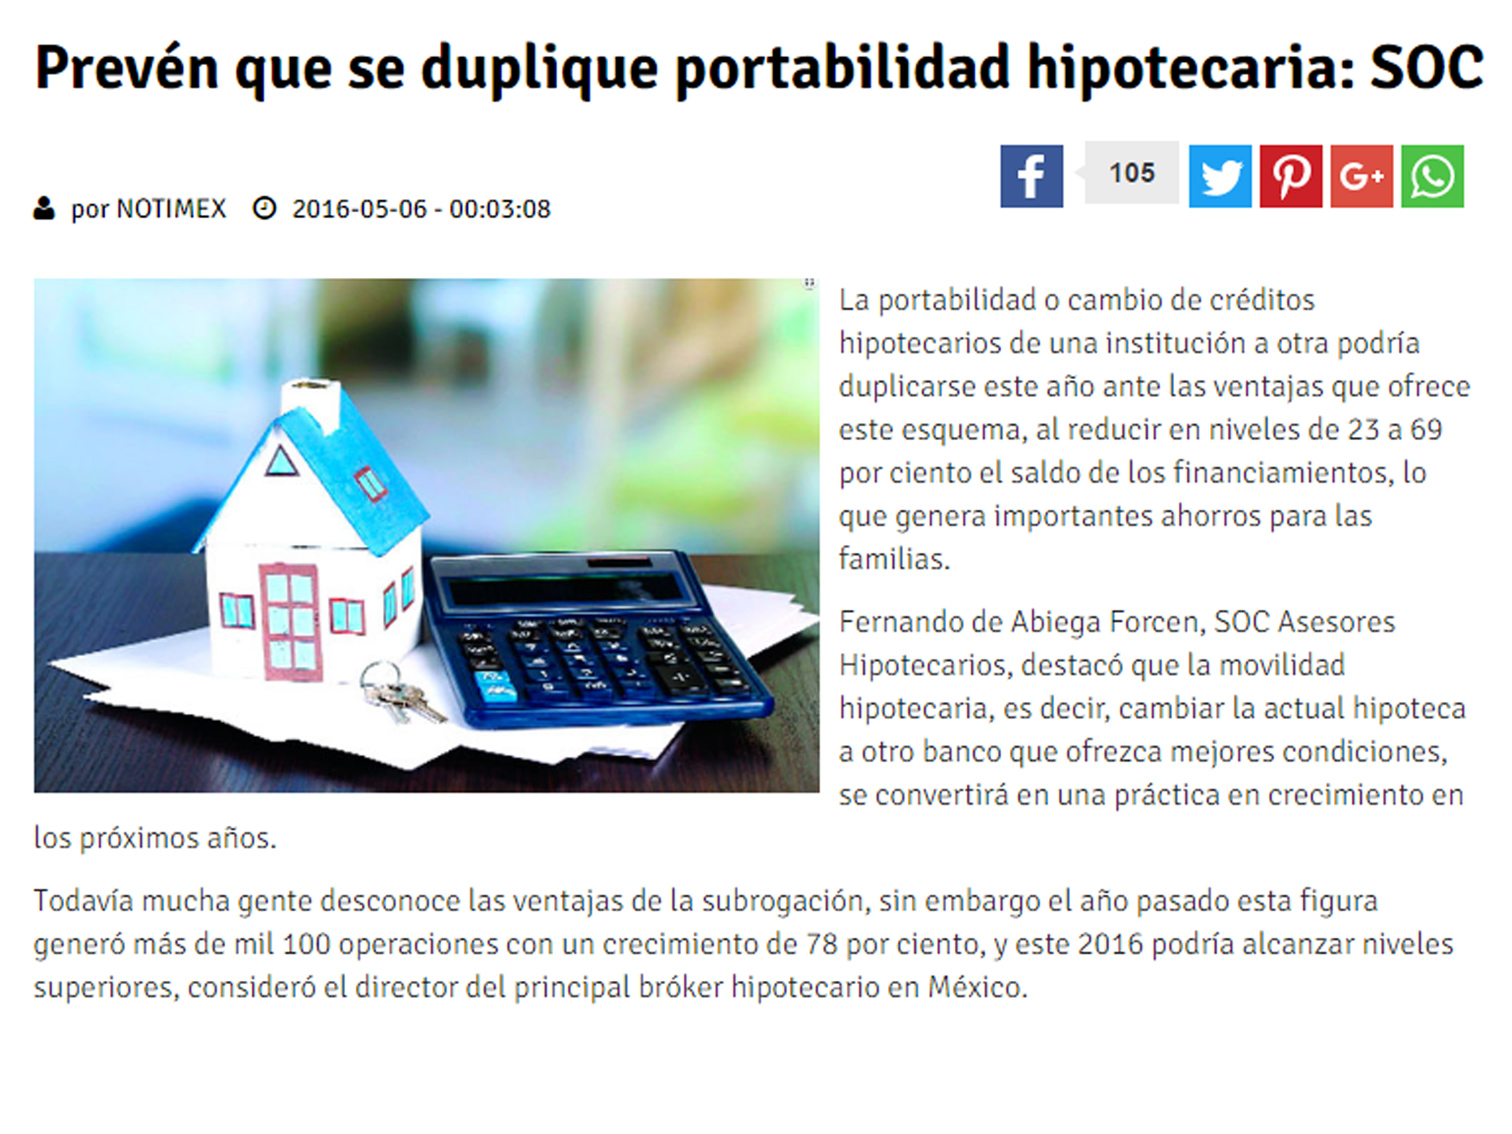 Prevén que se duplique portabilidad hipotecaria: SOC
105
por NOTIMEX 2016-05-06 - 00:03:08
La portabilidad o cambio de créditos
hipotecarios de una institución a otra podría
duplicarse este año ante las ventajas que ofrece
este esquema, al reducir en niveles de 23 a 69
por ciento el saldo de los financiamientos, lo
que genera importantes ahorros para las
familias.
Fernando de Abiega Forcen, SOC Asesores
Hipotecarios, destacó que la movilidad
hipotecaria, es decir, cambiar la actual hipoteca
a otro banco que ofrezca mejores condiciones,
se convertirá en una práctica en crecimiento en
los próximos años.
Todavía mucha gente desconoce las ventajas de la subrogación, sin embargo el año pasado esta figura
generó más de mil 100 operaciones con un crecimiento de 78 por ciento, y este 2016 podría alcanzar niveles
superiores, consideró el director del principal bróker hipotecario en México.